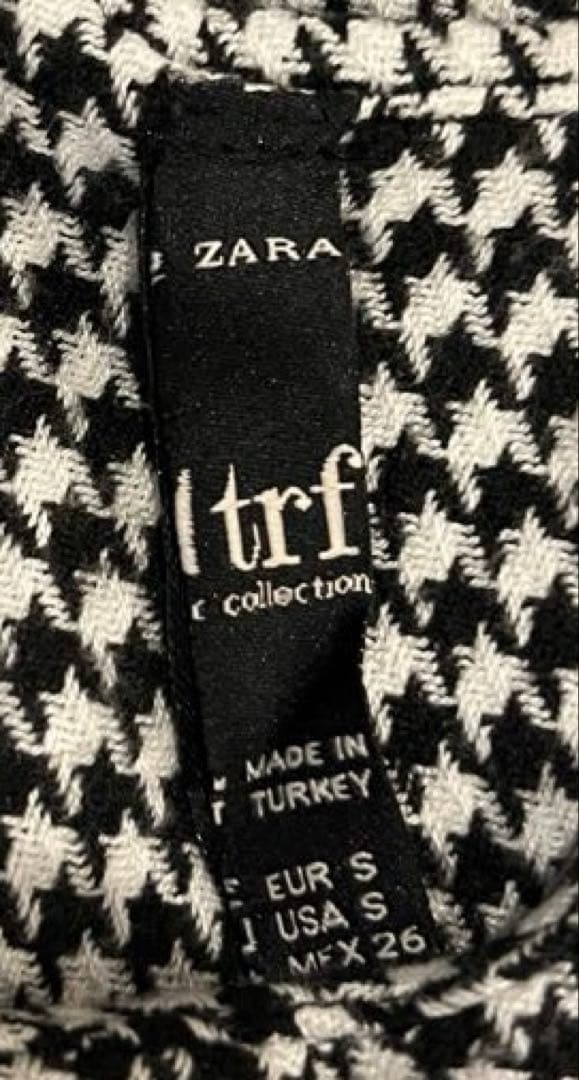 ZARA
trf
collection
MADE IN
TURKEY
EUR S
USA S
MEX 26